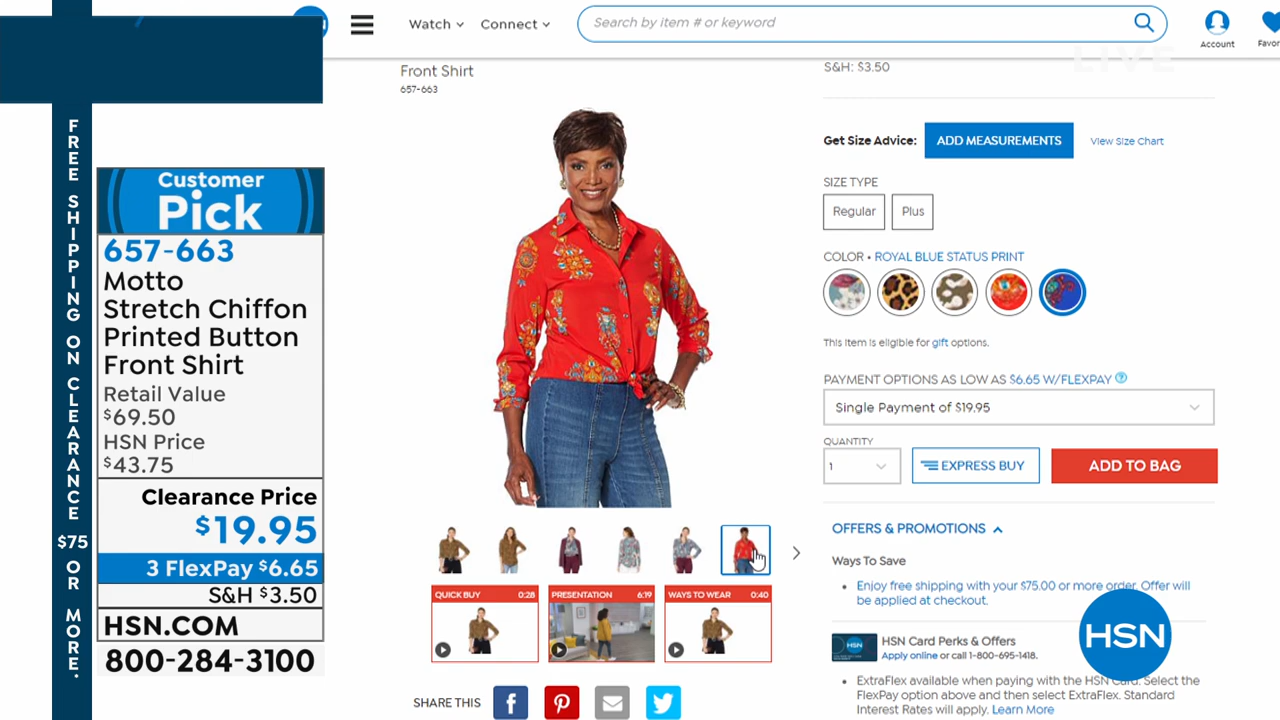 FREE SHIPPING ON CLEARANCE $75 OR MORE.
Customer
Pick
657-663
Motto
Stretch Chiffon
Printed Button
Front Shirt
Retail Value
$69.50
HSN Price
$43.75
Clearance Price
$19.95
3 FlexPay $6.65
S&H $3.50
HSN.COM
800-284-3100
Watch
Connect
Search by item # or keyword
Account
Favor
LIVE
Front Shirt
657-663
QUICK BUY 0:28
PRESENTATION 6:19
WAYS TO WEAR 0:40
SHARE THIS
S&H: $3.50
Get Size Advice: ADD MEASUREMENTS View Size Chart
SIZE TYPE
Regular Plus
COLOR • ROYAL BLUE STATUS PRINT
This item is eligible for gift options.
PAYMENT OPTIONS AS LOW AS $6.65 W/FLEXPAY ?
Single Payment of $19.95
QUANTITY
1 EXPRESS BUY ADD TO BAG
OFFERS & PROMOTIONS
Ways To Save
• Enjoy free shipping with your $75.00 or more order. Offer will
be applied at checkout.
HSN
HSN Card Perks & Offers
Apply online or call 1-800-695-1418.
• ExtraFlex available when paying with the HSN Card. Select the
FlexPay option above and then select ExtraFlex. Standard
Interest Rates will apply. Learn More
HSN